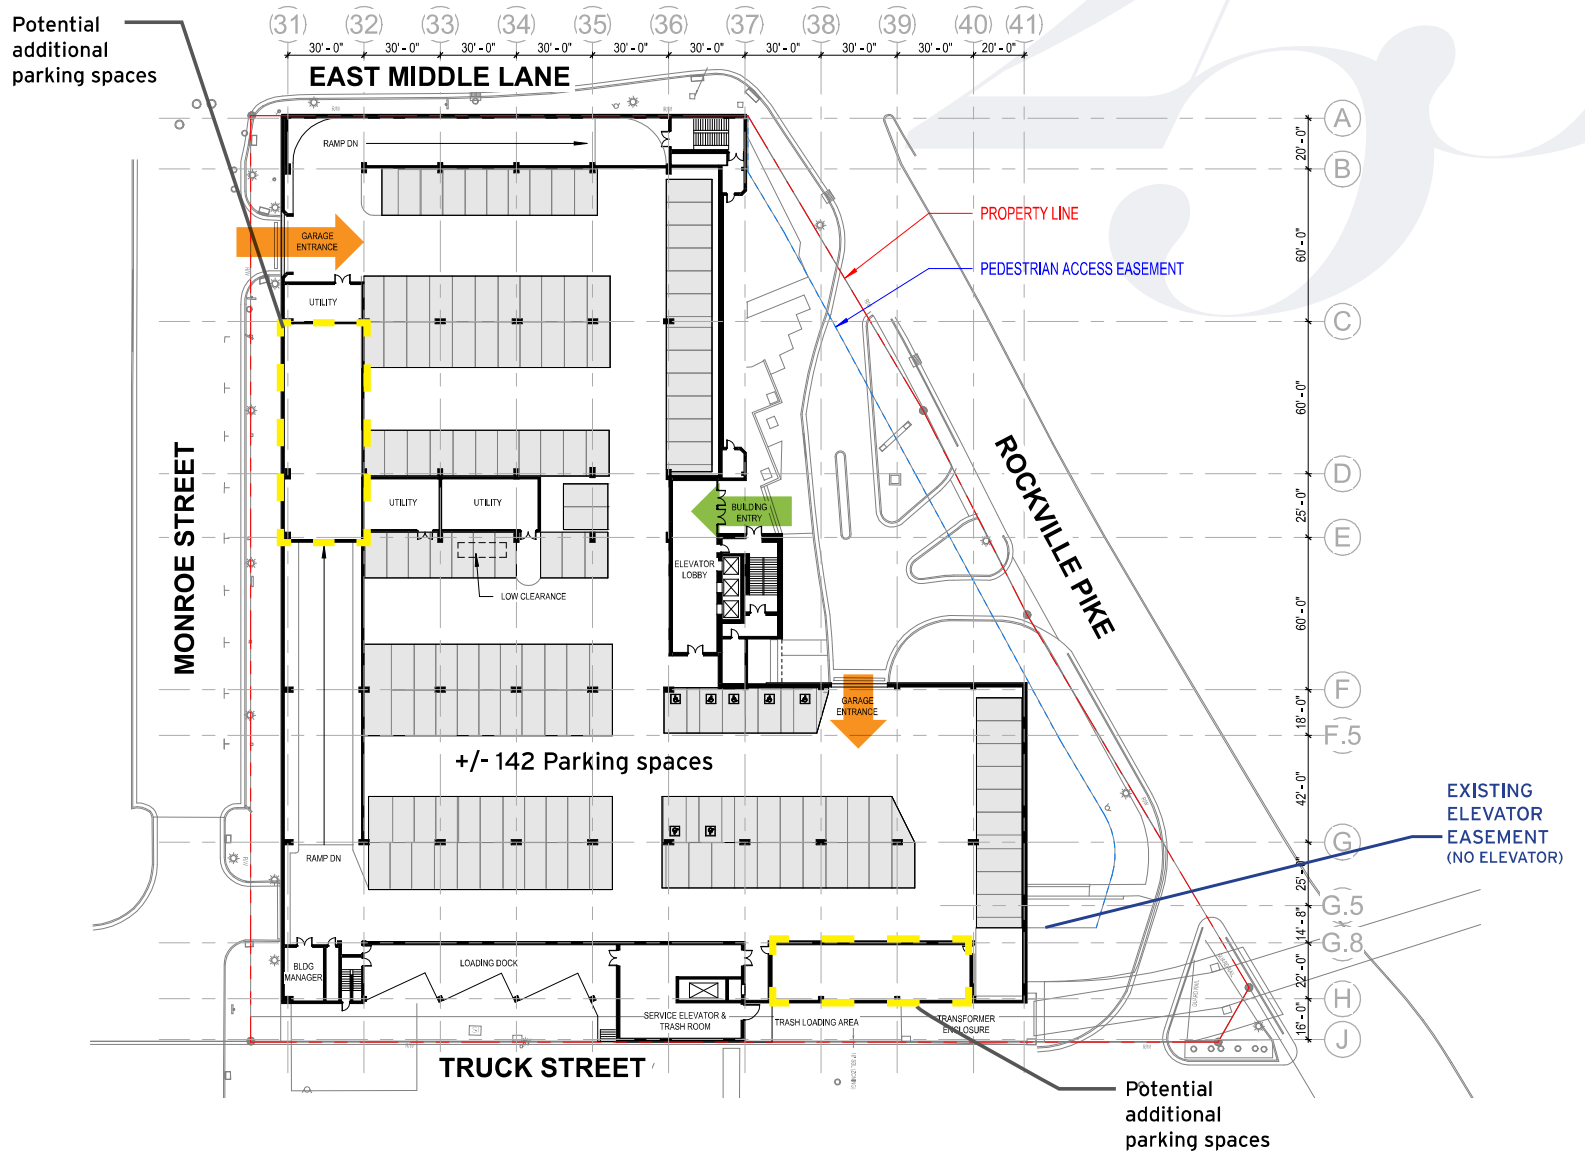 Potential
additional
parking spaces
(31) (32) (33) (34) (35) (36) (37) (38) (39) (40) (41)
30' - 0" 30' - 0" 30' - 0" 30' - 0" 30' - 0" 30' - 0" 30' - 0" 30' - 0" 30' - 0" 20' - 0"
EAST MIDDLE LANE
A
20' - 0"
RAMP DN
B
PROPERTY LINE
GARAGE
ENTRANCE
60' - 0"
PEDESTRIAN ACCESS EASEMENT
UTILITY
C
60' - 0"
MONROE STREET
ROCKVILLE PIKE
D
UTILITY
UTILITY
BUILDING
ENTRY
25' - 0"
E
ELEVATOR
LOBBY
LOW CLEARANCE
60' - 0"
F
GARAGE
ENTRANCE
18' - 0"
F.5
+/- 142 Parking spaces
42' - 0"
EXISTING
ELEVATOR
EASEMENT
(NO ELEVATOR)
G
RAMP DN
25' - 0"
G.5
14' - 8"
G.8
BLDG
MANAGER
LOADING DOCK
22' - 0"
H
SERVICE ELEVATOR &
TRASH ROOM
TRASH LOADING AREA
TRANSFORMER
ENCLOSURE
16' - 0"
J
TRUCK STREET
Potential
additional
parking spaces